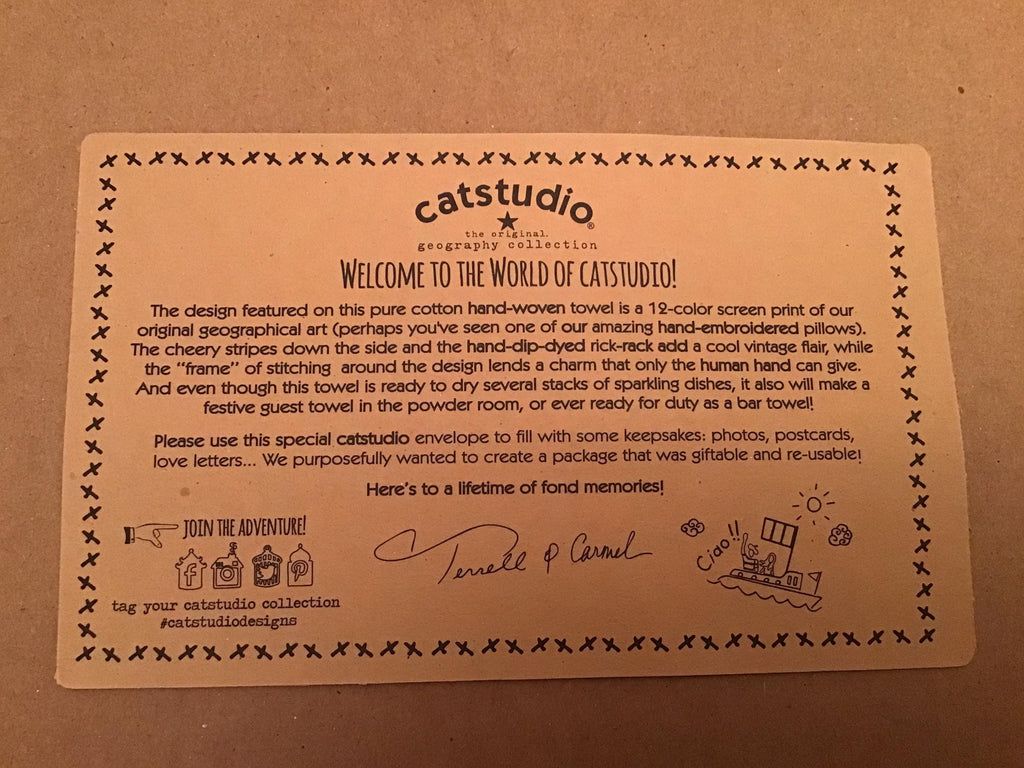 catstudio®
the original
geography collection
WELCOME TO THE WORLD OF CATSTUDIO!
The design featured on this pure cotton hand-woven towel is a 12-color screen print of our
original geographical art (perhaps you've seen one of our amazing hand-embroidered pillows).
The cheery stripes down the side and the hand-dip-dyed rick-rack add a cool vintage flair, while
the "frame" of stitching around the design lends a charm that only the human hand can give.
And even though this towel is ready to dry several stacks of sparkling dishes, it also will make a
festive guest towel in the powder room, or ever ready for duty as a bar towel!
Please use this special catstudio envelope to fill with some keepsakes: photos, postcards,
love letters... We purposefully wanted to create a package that was giftable and re-usable!
Here's to a lifetime of fond memories!
JOIN THE ADVENTURE!
tag your catstudio collection
#catstudiodesigns
Terrell & Carmel
Ciao!!